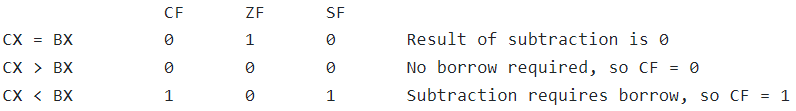 CF ZF SF
CX = BX 0 1 0 Result of subtraction is 0
CX > BX 0 0 0 No borrow required, so CF = 0
CX < BX 1 0 1 Subtraction requires borrow, so CF = 1